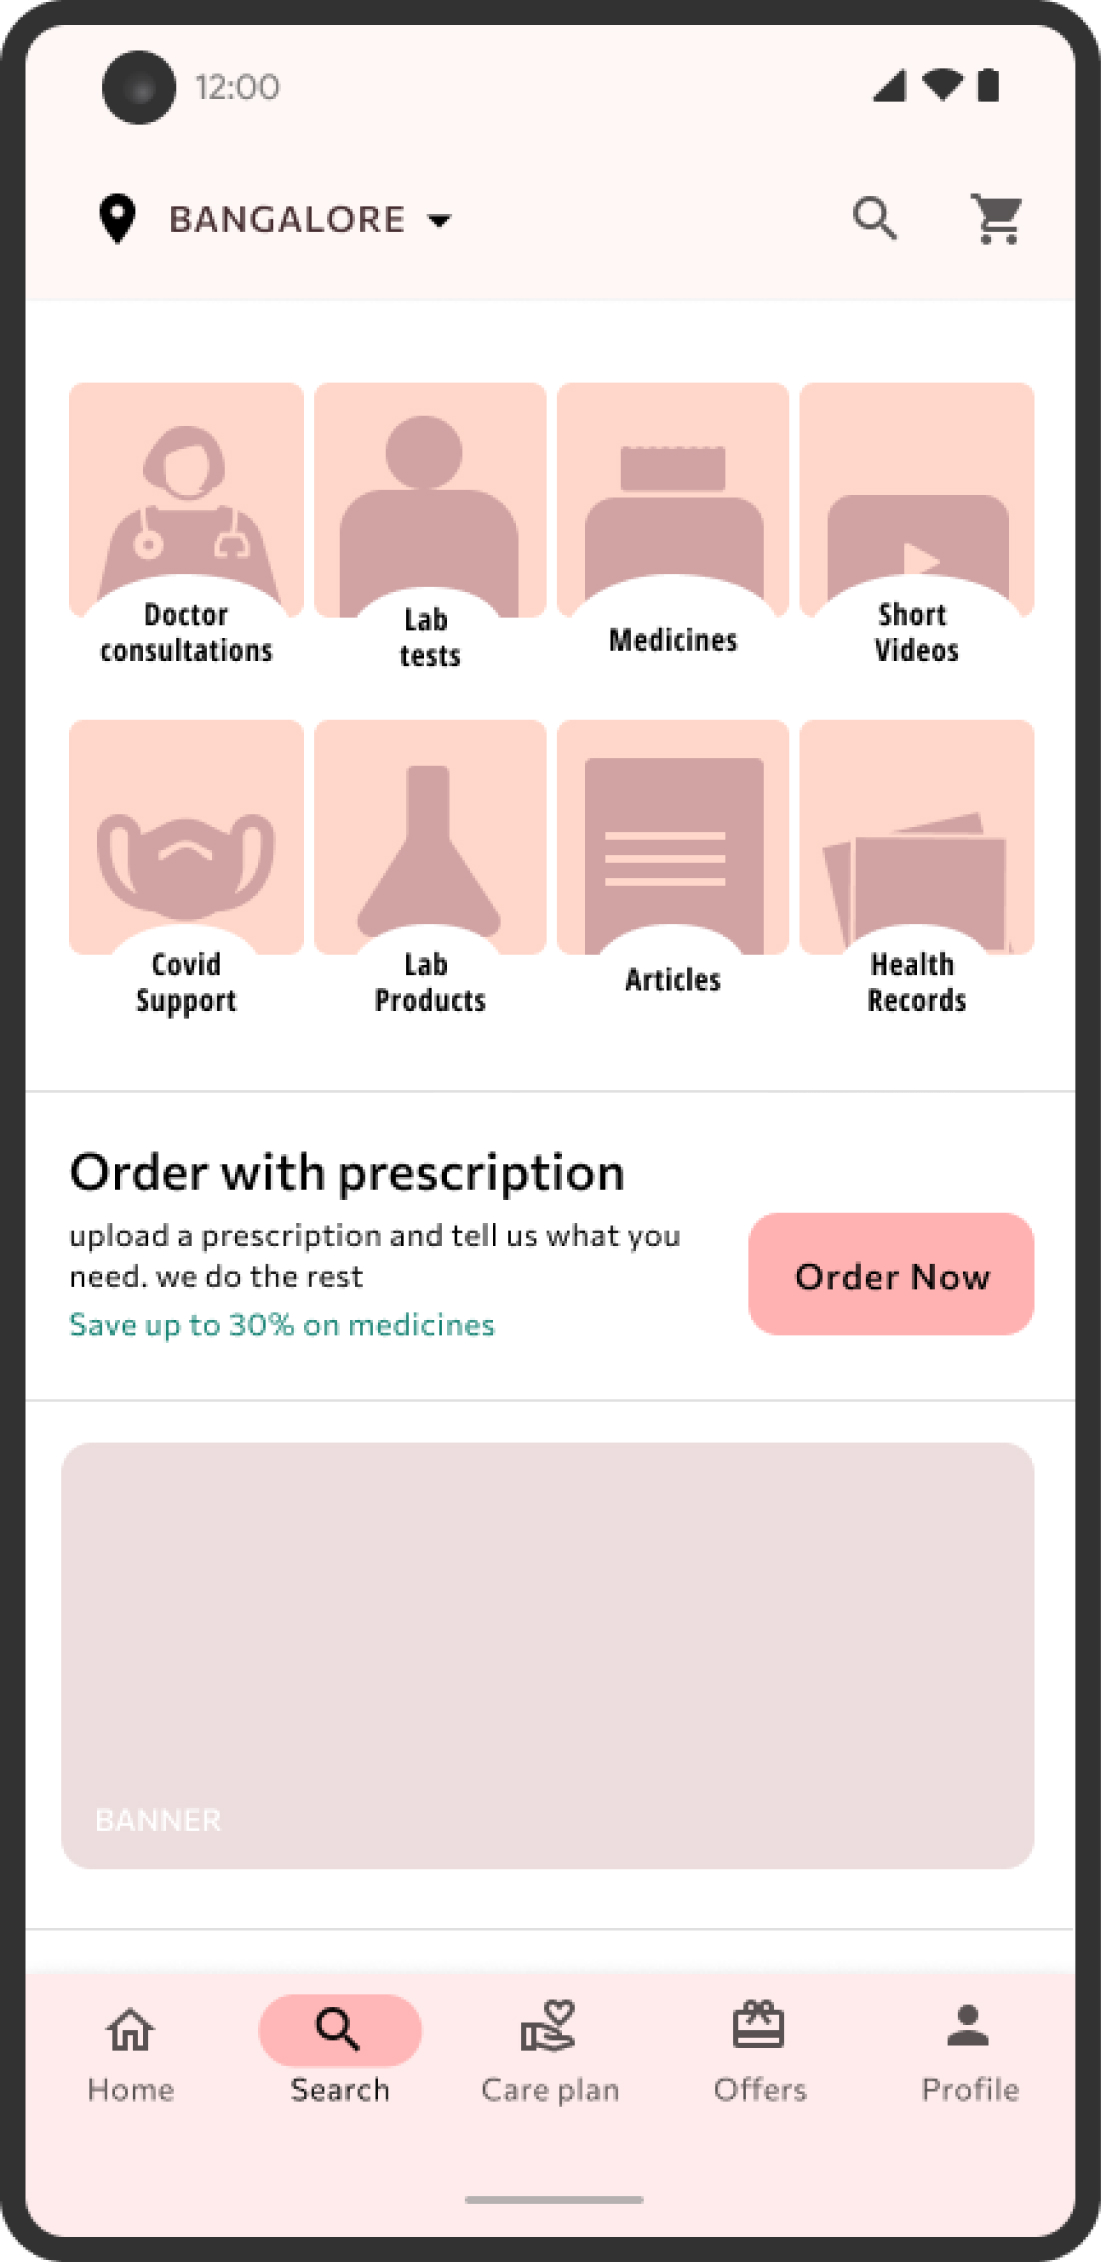 12:00
BANGALORE
Doctor
consultations
Lab
tests
Medicines
Short
Videos
Covid
Support
Lab
Products
Articles
Health
Records
Order with prescription
upload a prescription and tell us what you
need. we do the rest
Save up to 30% on medicines
Order Now
BANNER
Home
Search
Care plan
Offers
Profile